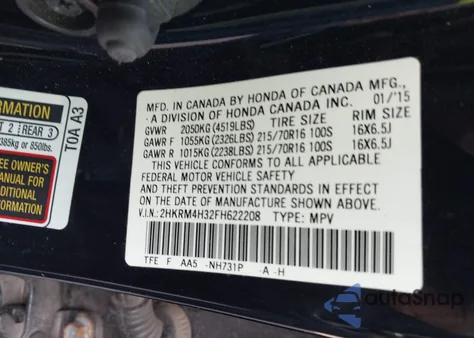 MFD. IN CANADA BY HONDA OF CANADA MFG.,
- A DIVISION OF HONDA CANADA INC. 01/'15
GVWR 2050KG(4519LBS) TIRE SIZE RIM SIZE
GAWR F 1055KG(2326LBS)215/70R16 100S 16X6.5J
GAWR R 1015KG(2238LBS)215/70R16 100S 16X6.5J
THIS VEHICLE CONFORMS TO ALL APPLICABLE
FEDERAL MOTOR VEHICLE SAFETY
AND THEFT PREVENTION STANDARDS IN EFFECT
ON THE DATE OF MANUFACTURE SHOWN ABOVE.
V.I.N.: 2HKRM4H32FH622208 TYPE: MPV
TFE F AA5 -NH731P -A -H
ORMATION
T 2 REAR 3
385kg or 850lbs.
EE OWNER'S
MANUAL FOR
DDITIONAL
FORMATION
T0A A3
autoSnap